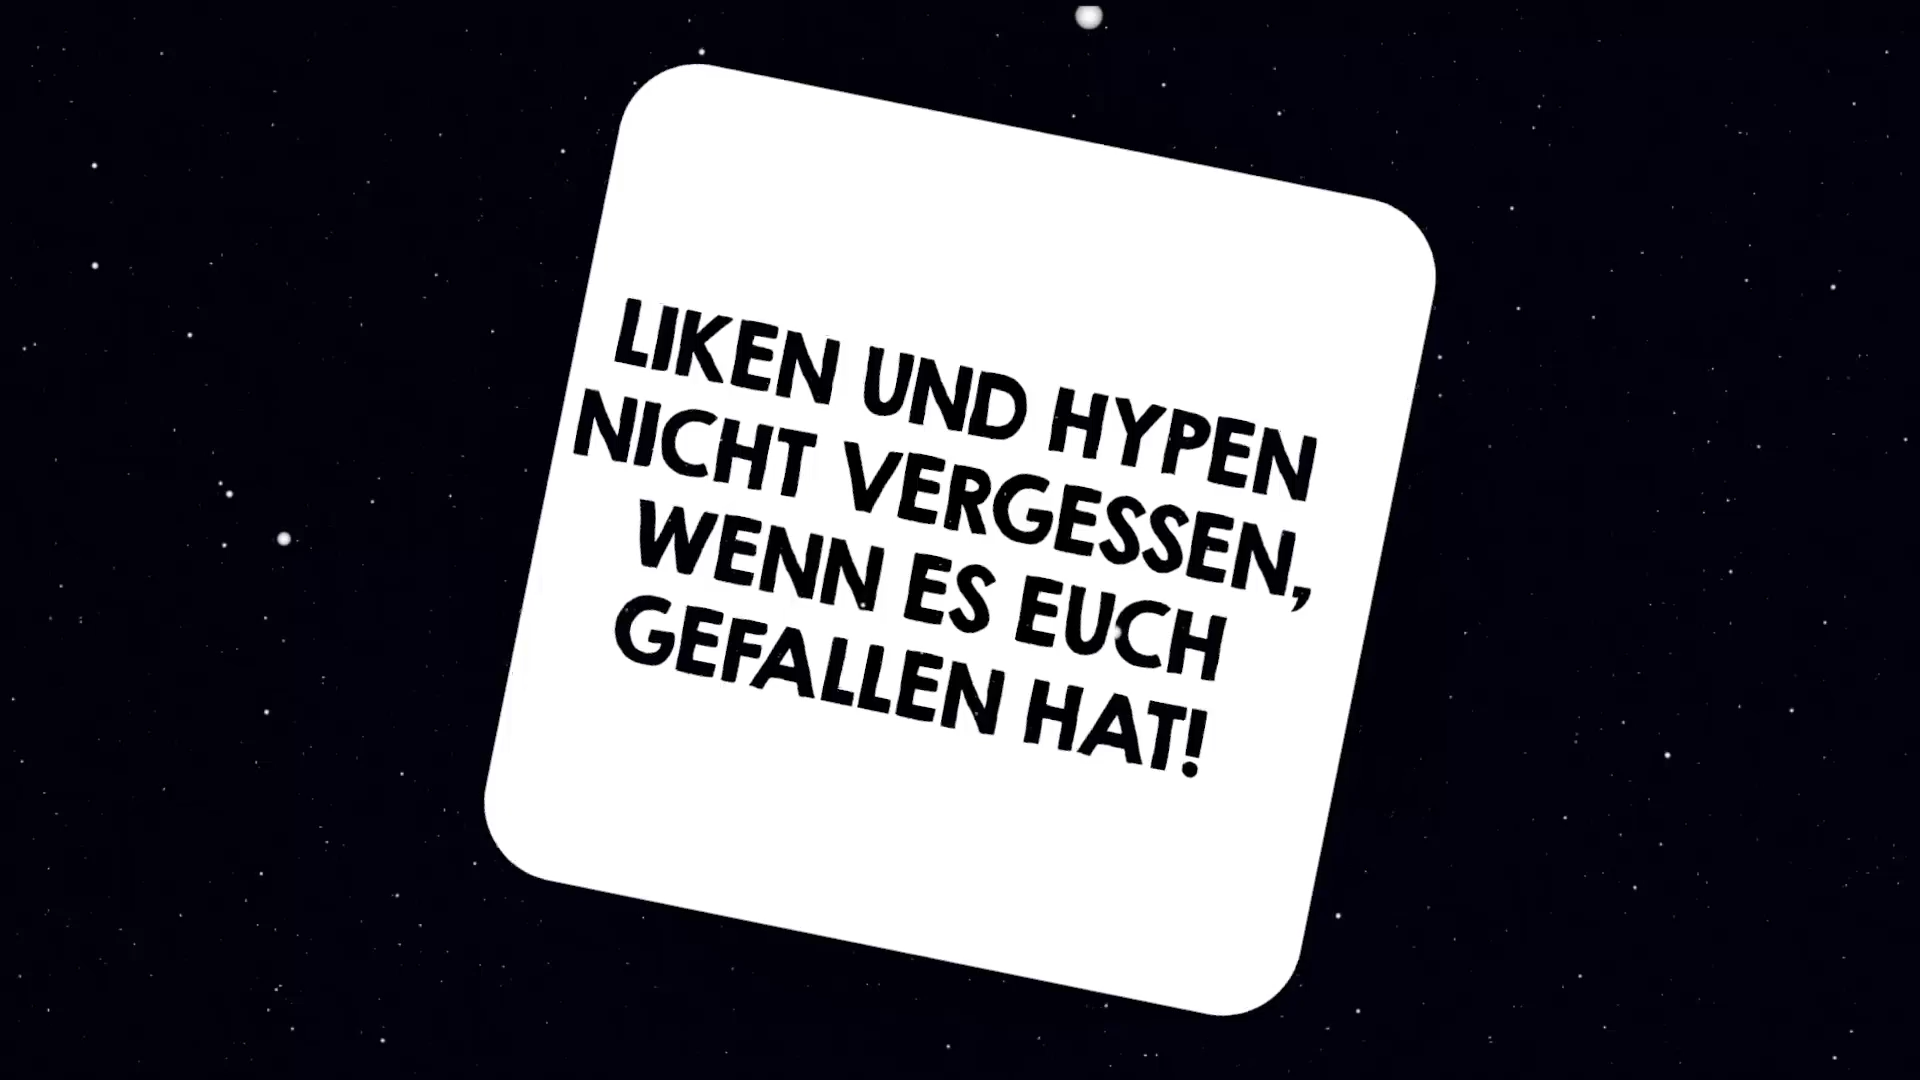 LIKEN UND HYPEN
NICHT VERGESSEN,
WENN ES EUCH
GEFALLEN HAT!